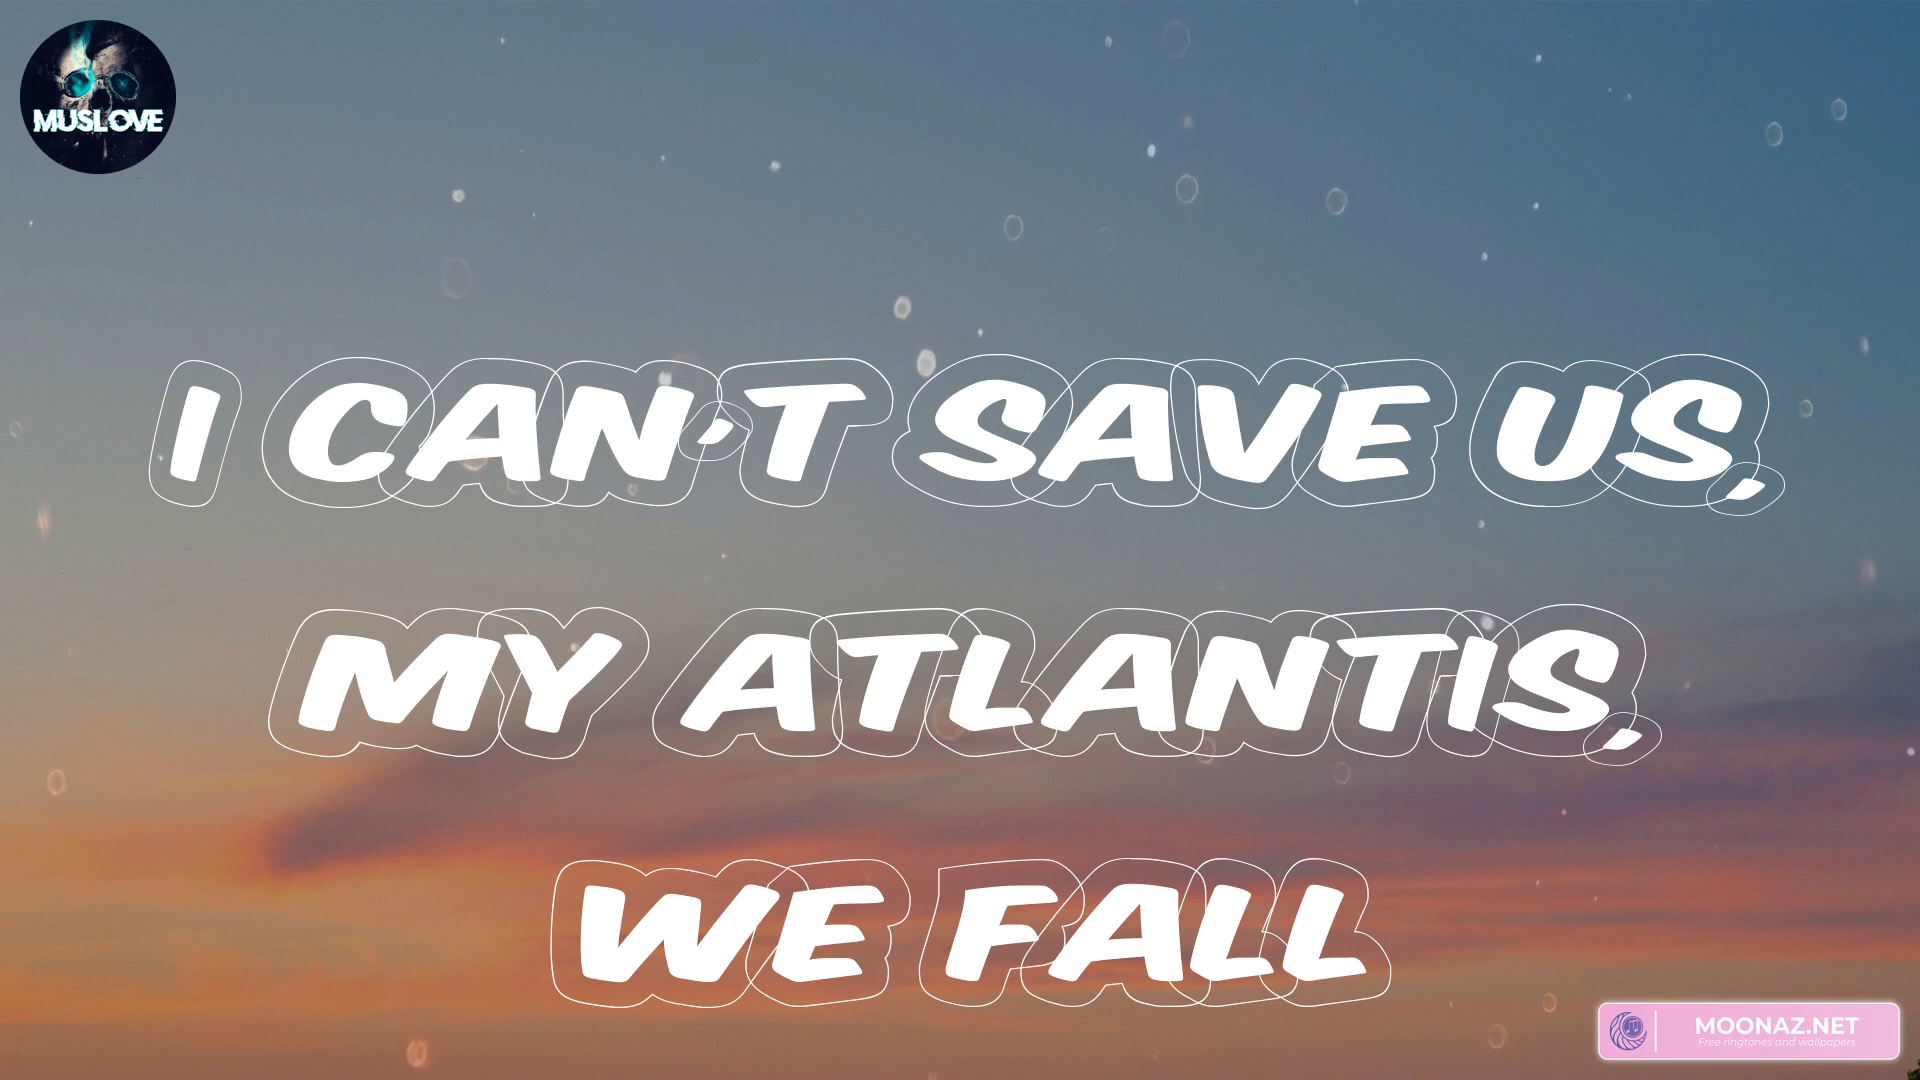 MUSLOVE
I CAN'T SAVE US,
MY ATLANTIS,
WE FALL
MOONAZ.NET
Free ringtones and wallpapers